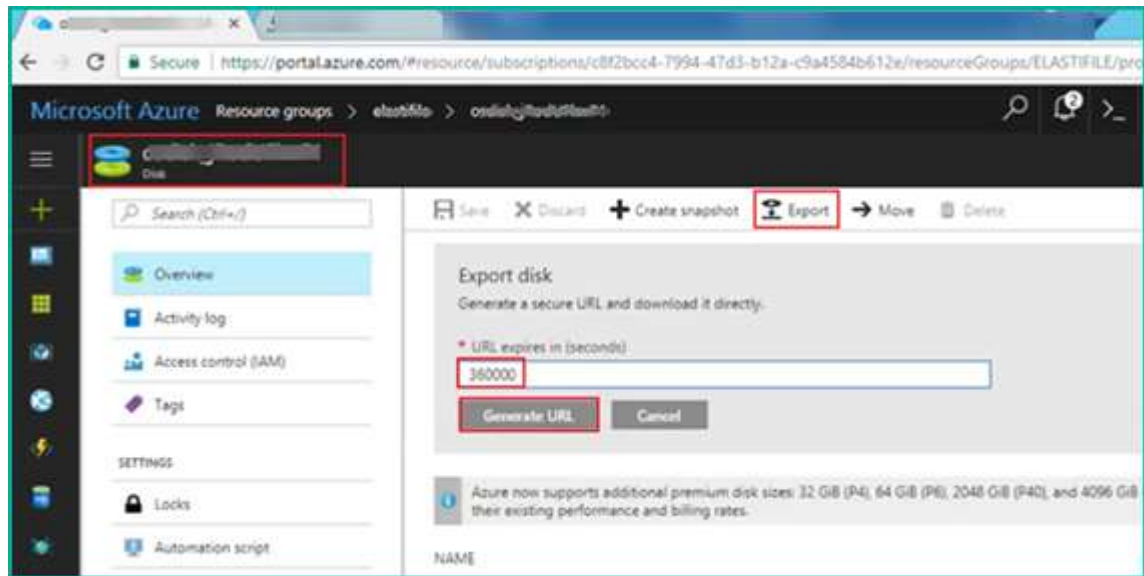 Secure | https://portal.azure.com/#resource/subscriptions/c8f2bcc4-7994-47d3-b12a-c9a4584b612e/resourceGroups/ELASTIFILE/pro
Microsoft Azure Resource groups > elastifile >
2
Disk
Search (Ctrl+/)
Save Discard Create snapshot Export Move Delete
Overview
Activity log
Access control (IAM)
Tags
SETTINGS
Locks
Automation script
Export disk
Generate a secure URL and download it directly.
* URL expires in (seconds)
360000
Generate URL Cancel
Azure now supports additional premium disk sizes: 32 GiB (P4), 64 GiB (P6), 2048 GiB (P40), and 4096 GiB
their existing performance and billing rates.
NAME